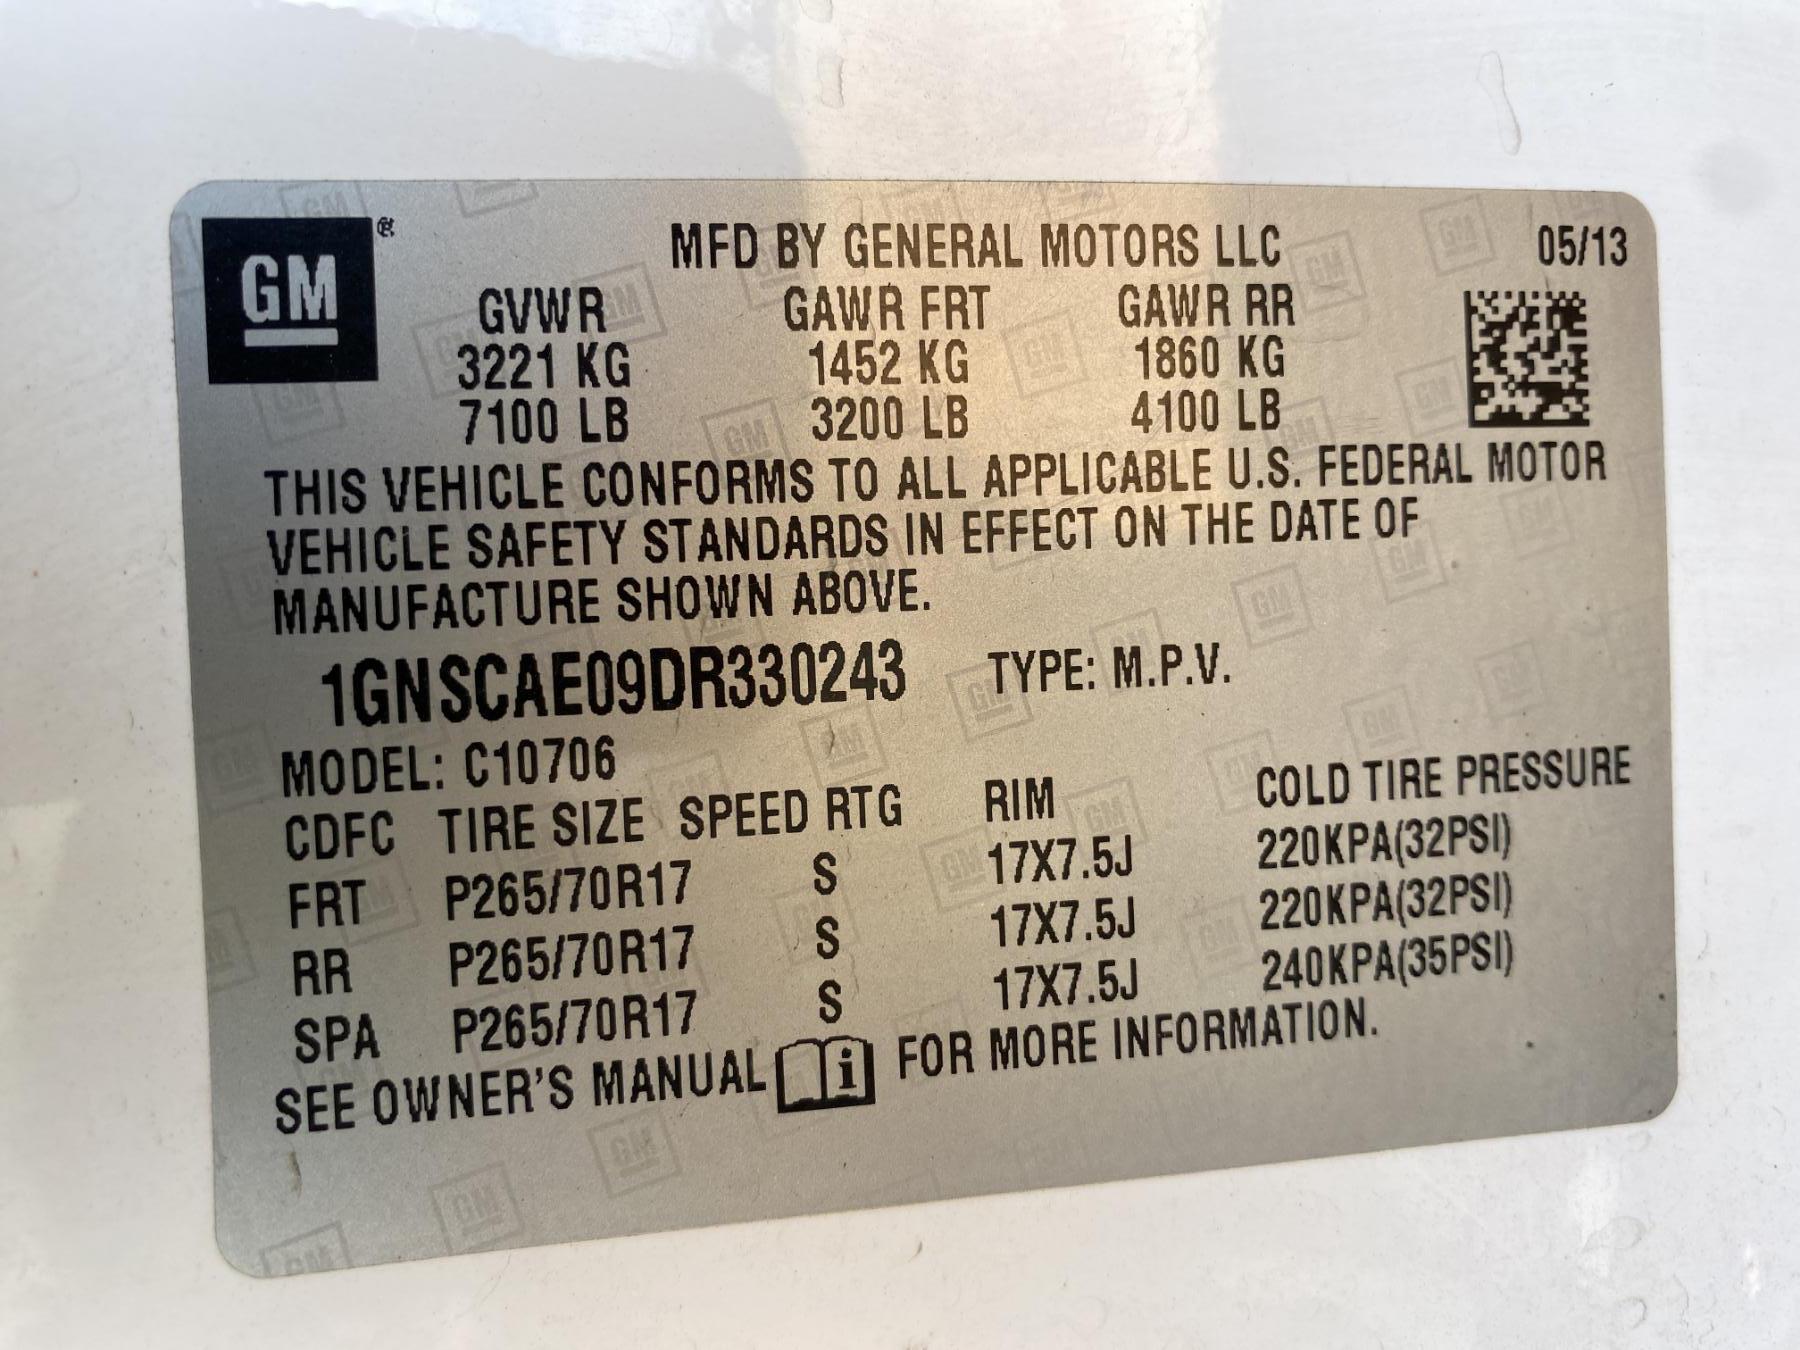 GM
MFD BY GENERAL MOTORS LLC 05/13
GVWR GAWR FRT GAWR RR
3221 KG 1452 KG 1860 KG
7100 LB 3200 LB 4100 LB
THIS VEHICLE CONFORMS TO ALL APPLICABLE U.S. FEDERAL MOTOR
VEHICLE SAFETY STANDARDS IN EFFECT ON THE DATE OF
MANUFACTURE SHOWN ABOVE.
1GNSCAE09DR330243 TYPE: M.P.V.
MODEL: C10706
CDFC TIRE SIZE SPEED RTG RIM COLD TIRE PRESSURE
FRT P265/70R17 S 17X7.5J 220KPA(32PSI)
RR P265/70R17 S 17X7.5J 220KPA(32PSI)
SPA P265/70R17 S 17X7.5J 240KPA(35PSI)
SEE OWNER'S MANUAL i FOR MORE INFORMATION.